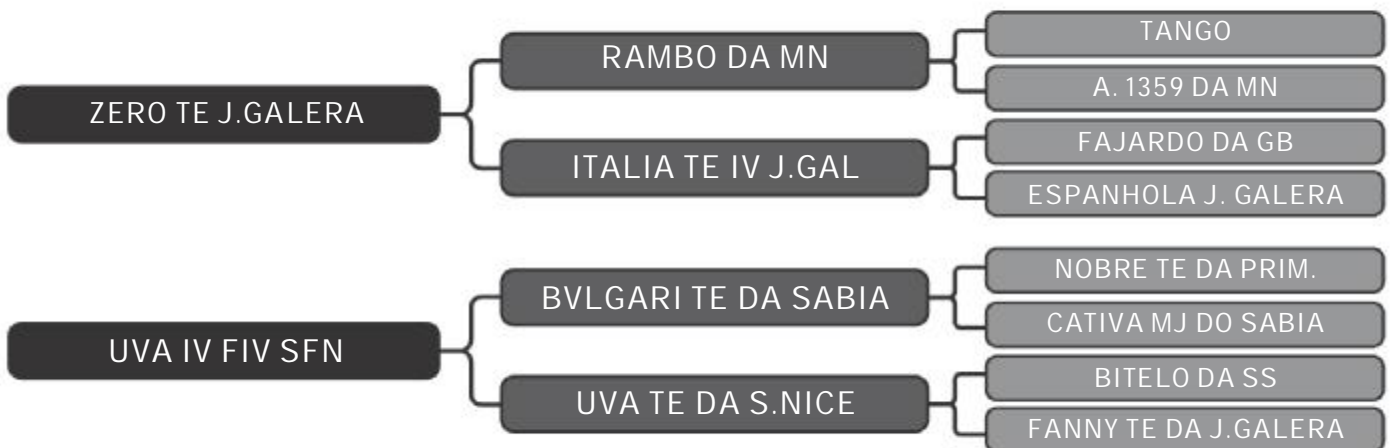 ZERO TE J.GALERA
RAMBO DA MN
TANGO
A. 1359 DA MN
ITALIA TE IV J.GAL
FAJARDO DA GB
ESPANHOLA J. GALERA
UVA IV FIV SFN
BVLGARI TE DA SABIA
NOBRE TE DA PRIM.
CATIVA MJ DO SABIA
UVA TE DA S.NICE
BITELO DA SS
FANNY TE DA J.GALERA